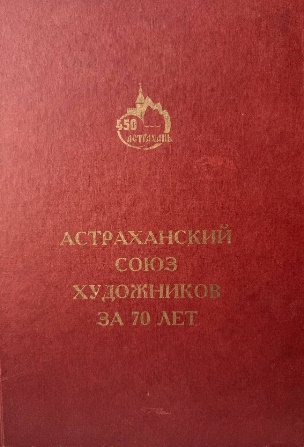 450
АСТРАХАНЬ
АСТРАХАНСКИЙ
СОЮЗ
ХУДОЖНИКОВ
ЗА 70 ЛЕТ